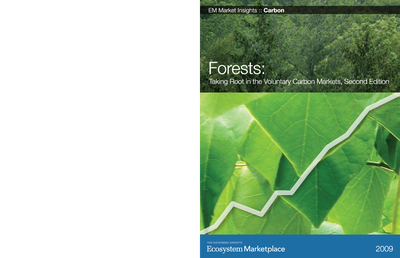 EM Market Insights :: Carbon
Forests:
Taking Root in the Voluntary Carbon Markets, Second Edition
Ecosystem Marketplace
2009